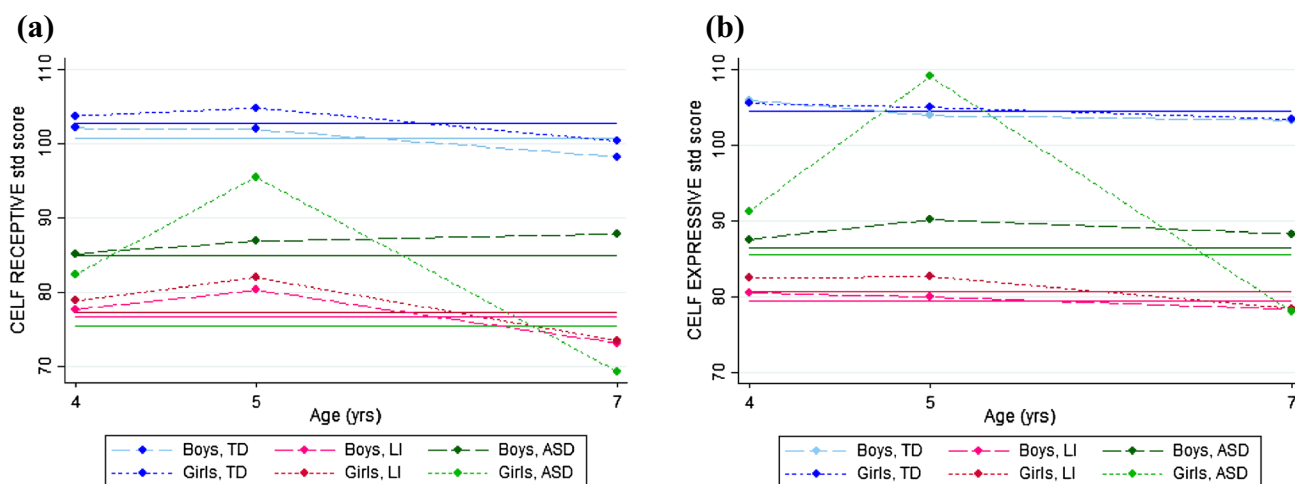 (a)
CELF RECEPTIVE std score
110
100
90
80
70
4
5
7
Age (yrs)
Boys, TD
Boys, LI
Boys, ASD
Girls, TD
Girls, LI
Girls, ASD
(b)
CELF EXPRESSIVE std score
110
100
90
80
70
4
5
7
Age (yrs)
Boys, TD
Boys, LI
Boys, ASD
Girls, TD
Girls, LI
Girls, ASD